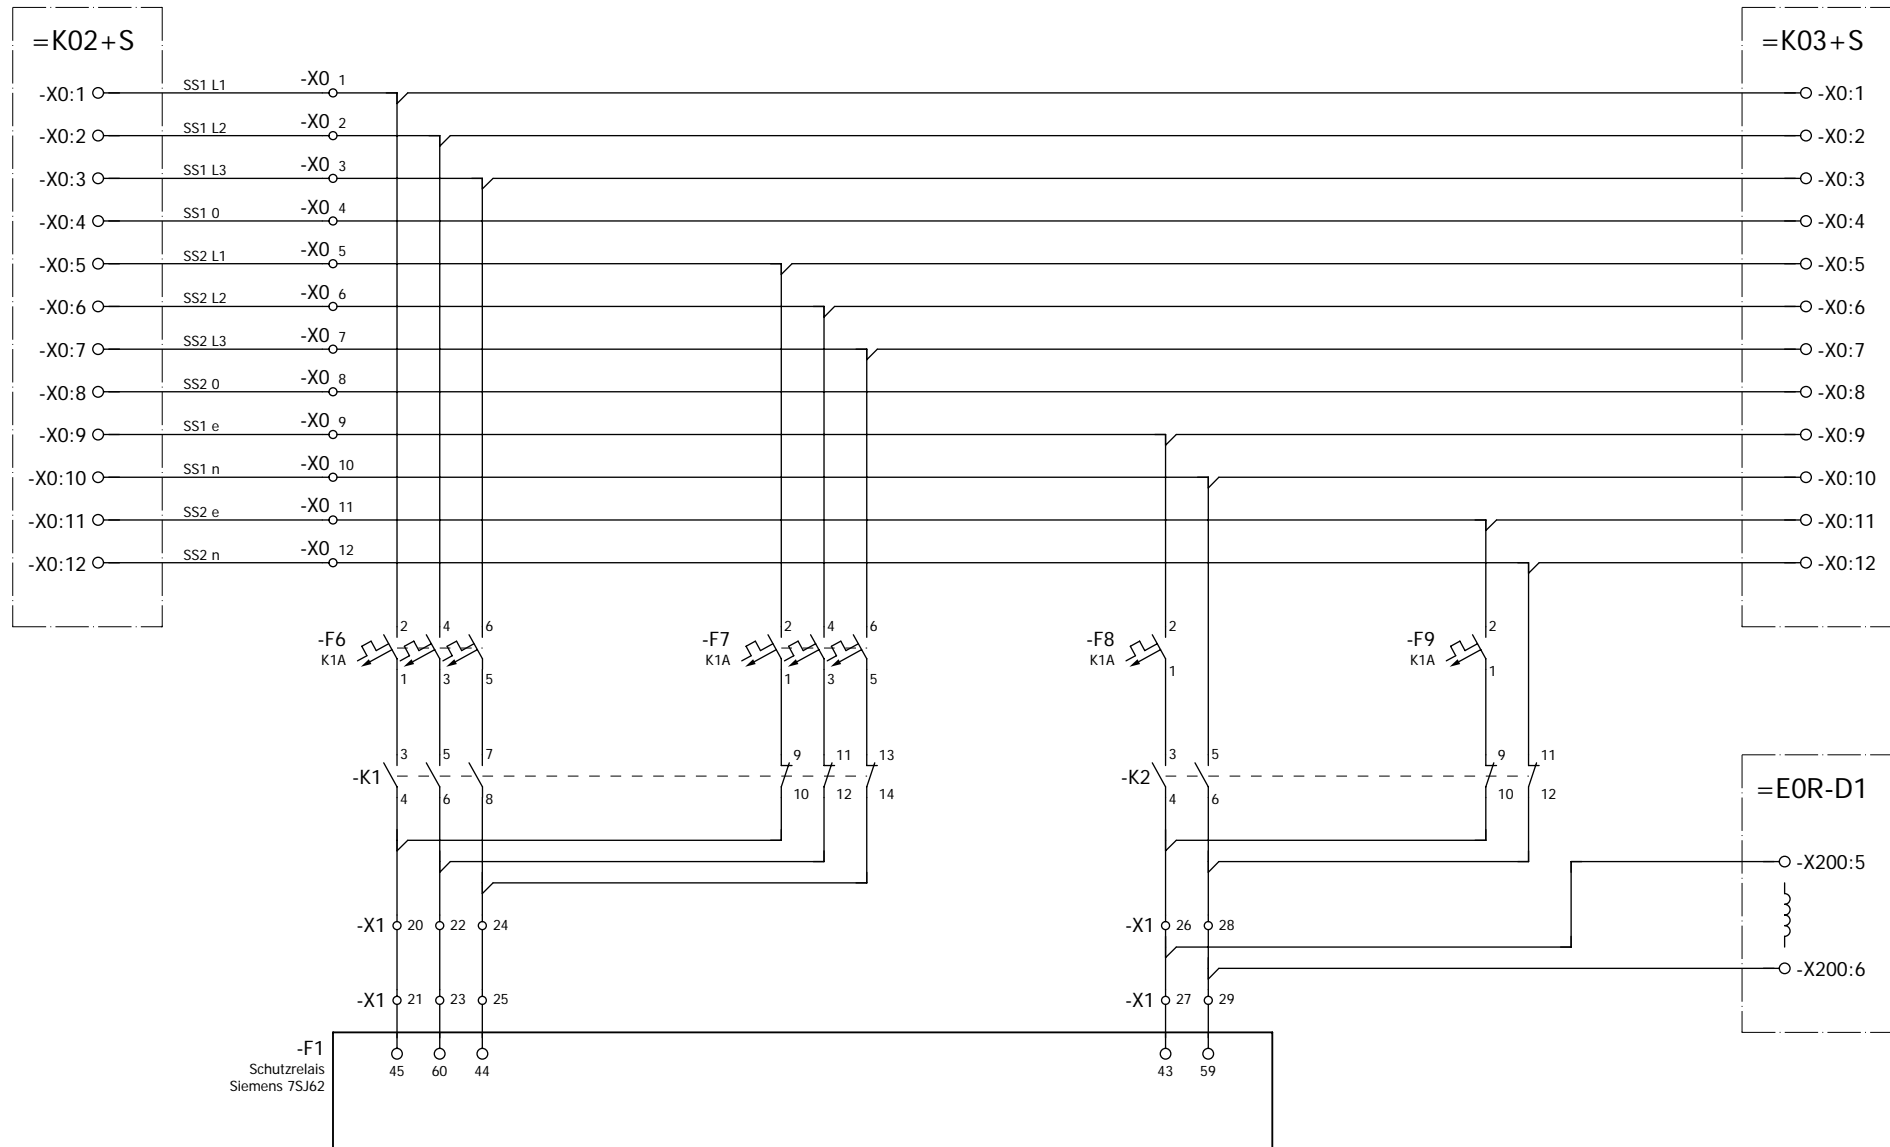 =K02+S
=K03+S
-X0:1 SS1 L1 -X0 1 -X0:1
-X0:2 SS1 L2 -X0 2 -X0:2
-X0:3 SS1 L3 -X0 3 -X0:3
-X0:4 SS1 0 -X0 4 -X0:4
-X0:5 SS2 L1 -X0 5 -X0:5
-X0:6 SS2 L2 -X0 6 -X0:6
-X0:7 SS2 L3 -X0 7 -X0:7
-X0:8 SS2 0 -X0 8 -X0:8
-X0:9 SS1 e -X0 9 -X0:9
-X0:10 SS1 n -X0 10 -X0:10
-X0:11 SS2 e -X0 11 -X0:11
-X0:12 SS2 n -X0 12 -X0:12
2 4 6 2 4 6 2 2
-F6 -F7 -F8 -F9
K1A K1A K1A K1A
1 3 5 1 3 5 1 1
3 5 7 9 11 13 3 5 9 11
-K1 -K2
4 6 8 10 12 14 4 6 10 12
=E0R-D1
-X200:5
-X1 20 22 24 -X1 26 28
-X200:6
-X1 21 23 25 -X1 27 29
-F1
Schutzrelais
Siemens 7SJ62
45 60 44 43 59